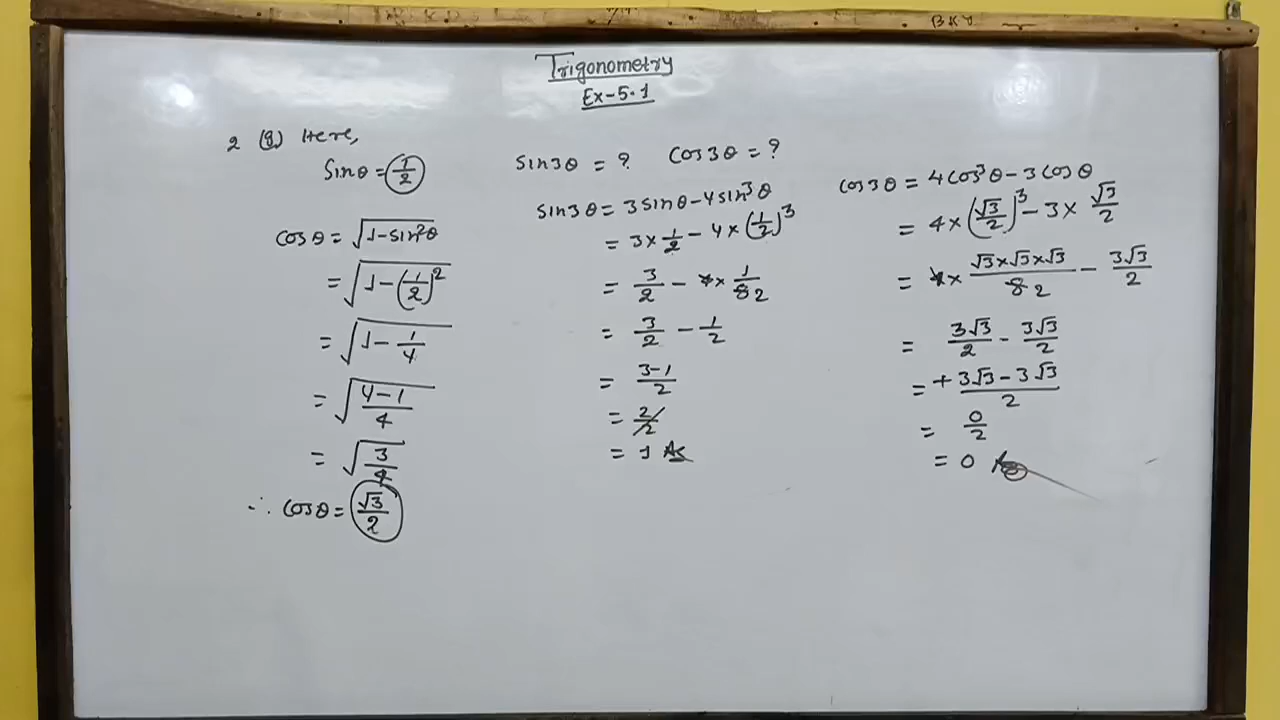 BKY
Trigonometry
Ex-5.1
2 (g) Here,
Sinθ = 1/2
cosθ = √(1-sin²θ)
= √(1-(1/2)²)
= √(1-1/4)
= √((4-1)/4)
= √(3/4)
∴ cosθ = √3/2
Sin3θ = ? Cos3θ = ?
sin3θ = 3sinθ-4sin³θ
= 3×1/2 - 4×(1/2)³
= 3/2 - 4×1/8 2
= 3/2 - 1/2
= (3-1)/2
= 2/2
= 1 As
cos3θ = 4cos³θ-3cosθ
= 4×(√3/2)³ - 3×√3/2
= 4×(√3×√3×√3)/8 2 - 3√3/2
= 3√3/2 - 3√3/2
= (+3√3-3√3)/2
= 0/2
= 0